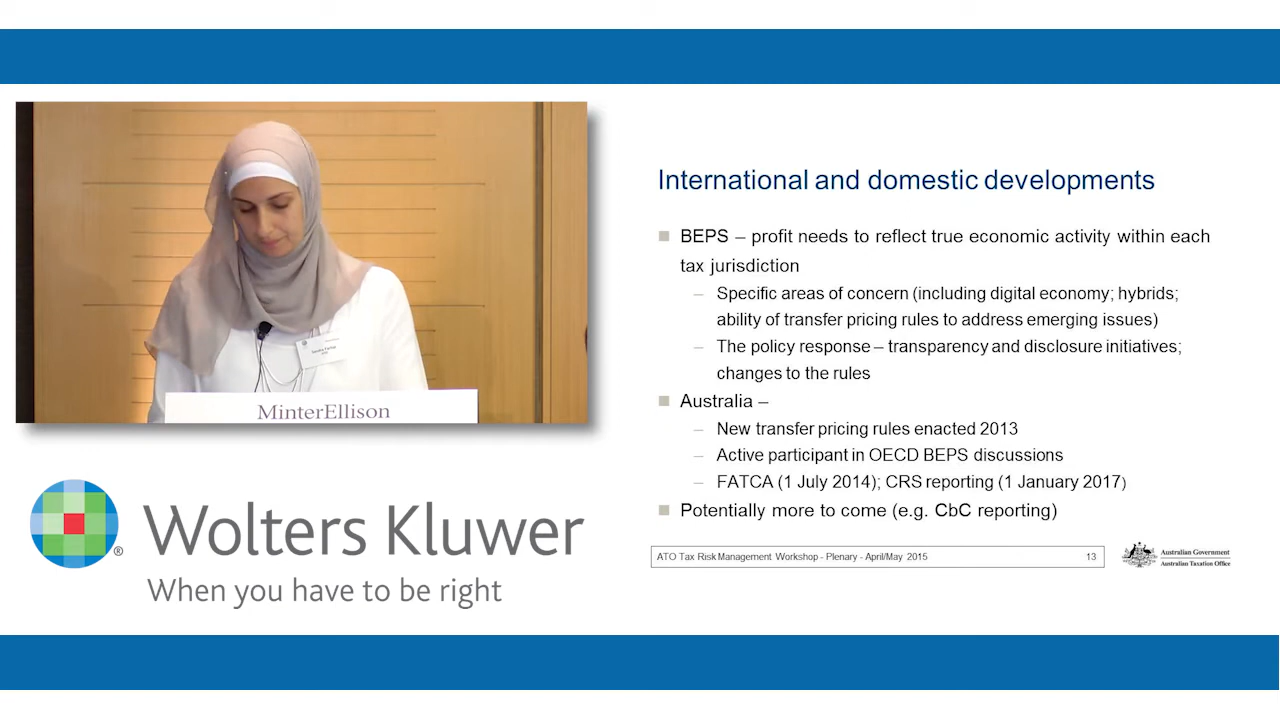 MinterEllison
Wolters Kluwer
®
When you have to be right
International and domestic developments
BEPS – profit needs to reflect true economic activity within each
tax jurisdiction
– Specific areas of concern (including digital economy; hybrids;
ability of transfer pricing rules to address emerging issues)
– The policy response – transparency and disclosure initiatives;
changes to the rules
Australia –
– New transfer pricing rules enacted 2013
– Active participant in OECD BEPS discussions
– FATCA (1 July 2014); CRS reporting (1 January 2017)
Potentially more to come (e.g. CbC reporting)
ATO Tax Risk Management Workshop - Plenary - April/May 2015 13
Australian Government
Australian Taxation Office